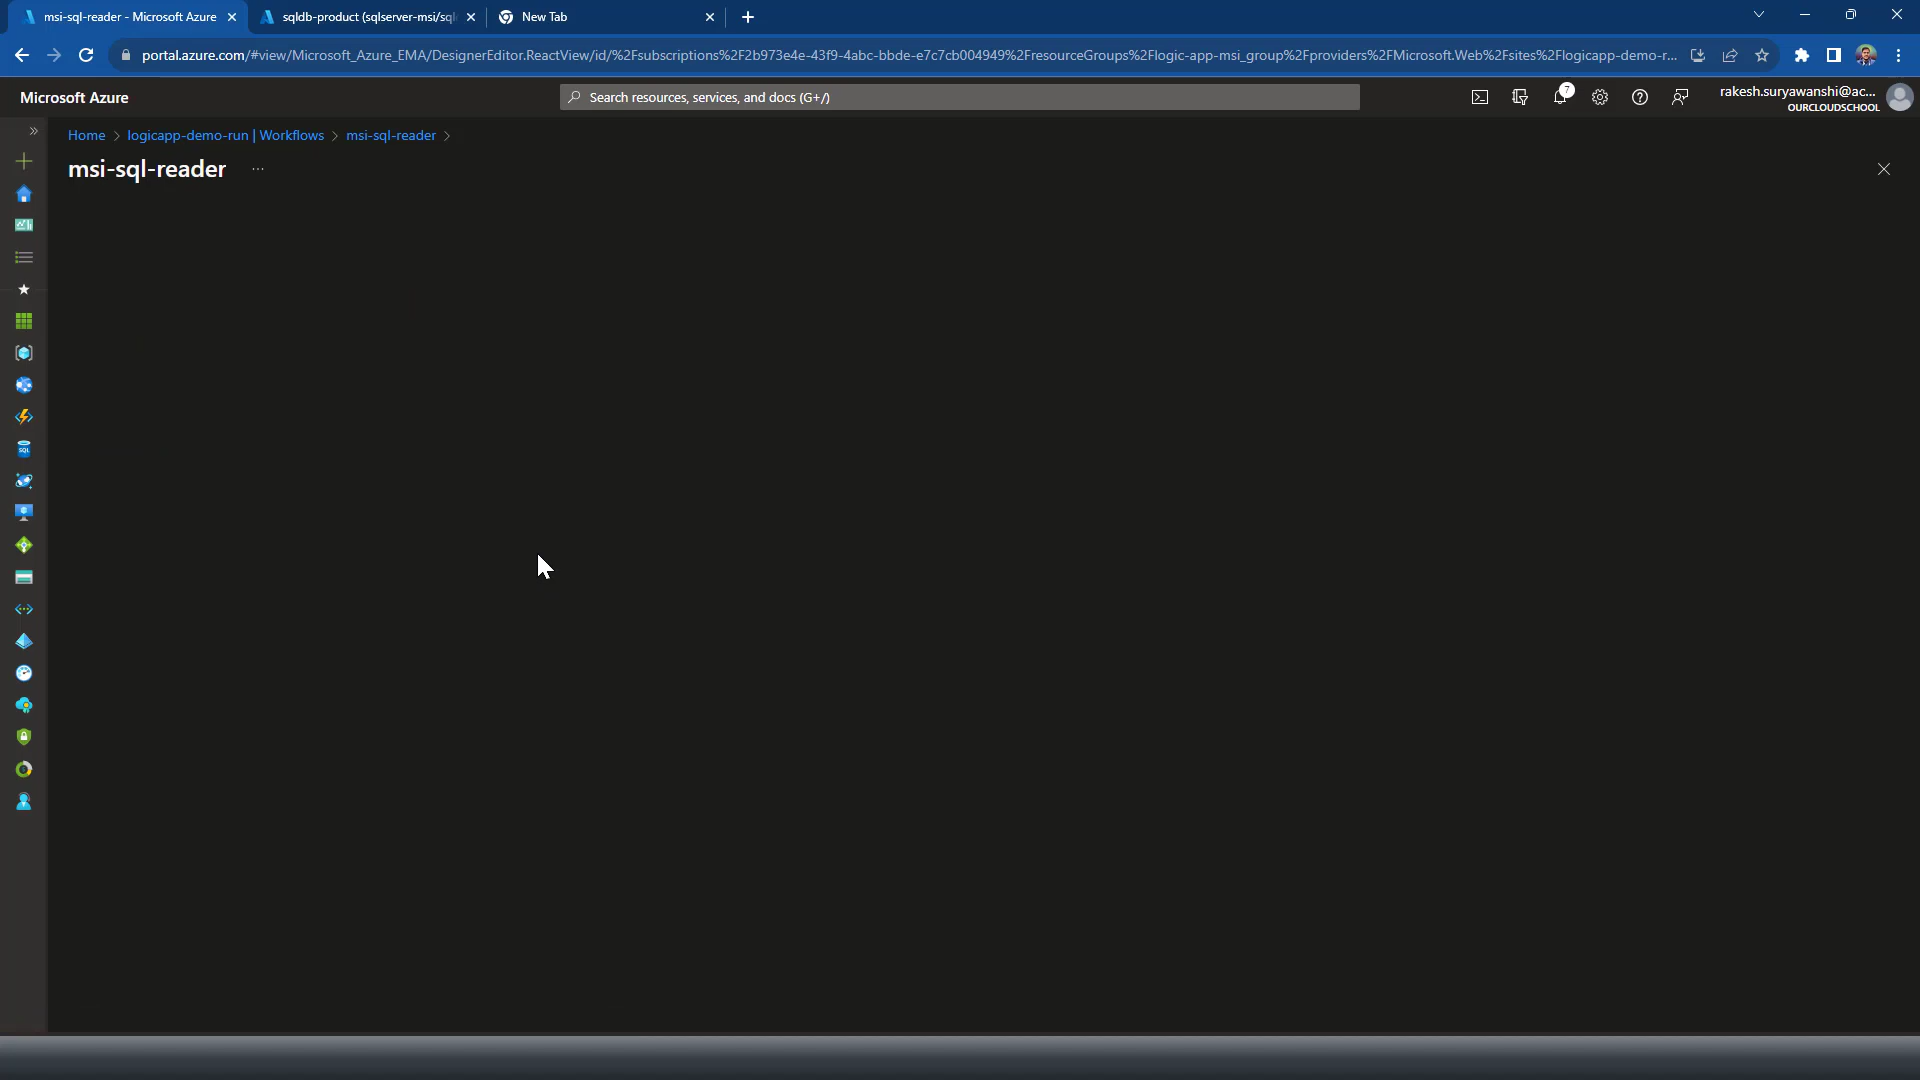 msi-sql-reader - Microsoft Azure
sqldb-product (sqlserver-msi/sql
New Tab
portal.azure.com/#view/Microsoft_Azure_EMA/DesignerEditor.ReactView/id/%2Fsubscriptions%2F2b973e4e-43f9-4abc-bbde-e7c7cb004949%2FresourceGroups%2Flogic-app-msi_group%2Fproviders%2FMicrosoft.Web%2Fsites%2Flogicapp-demo-r...
Microsoft Azure
Search resources, services, and docs (G+/)
7
rakesh.suryawanshi@ac...
OURCLOUDSCHOOL
Home > logicapp-demo-run | Workflows > msi-sql-reader >
msi-sql-reader ...
SQL